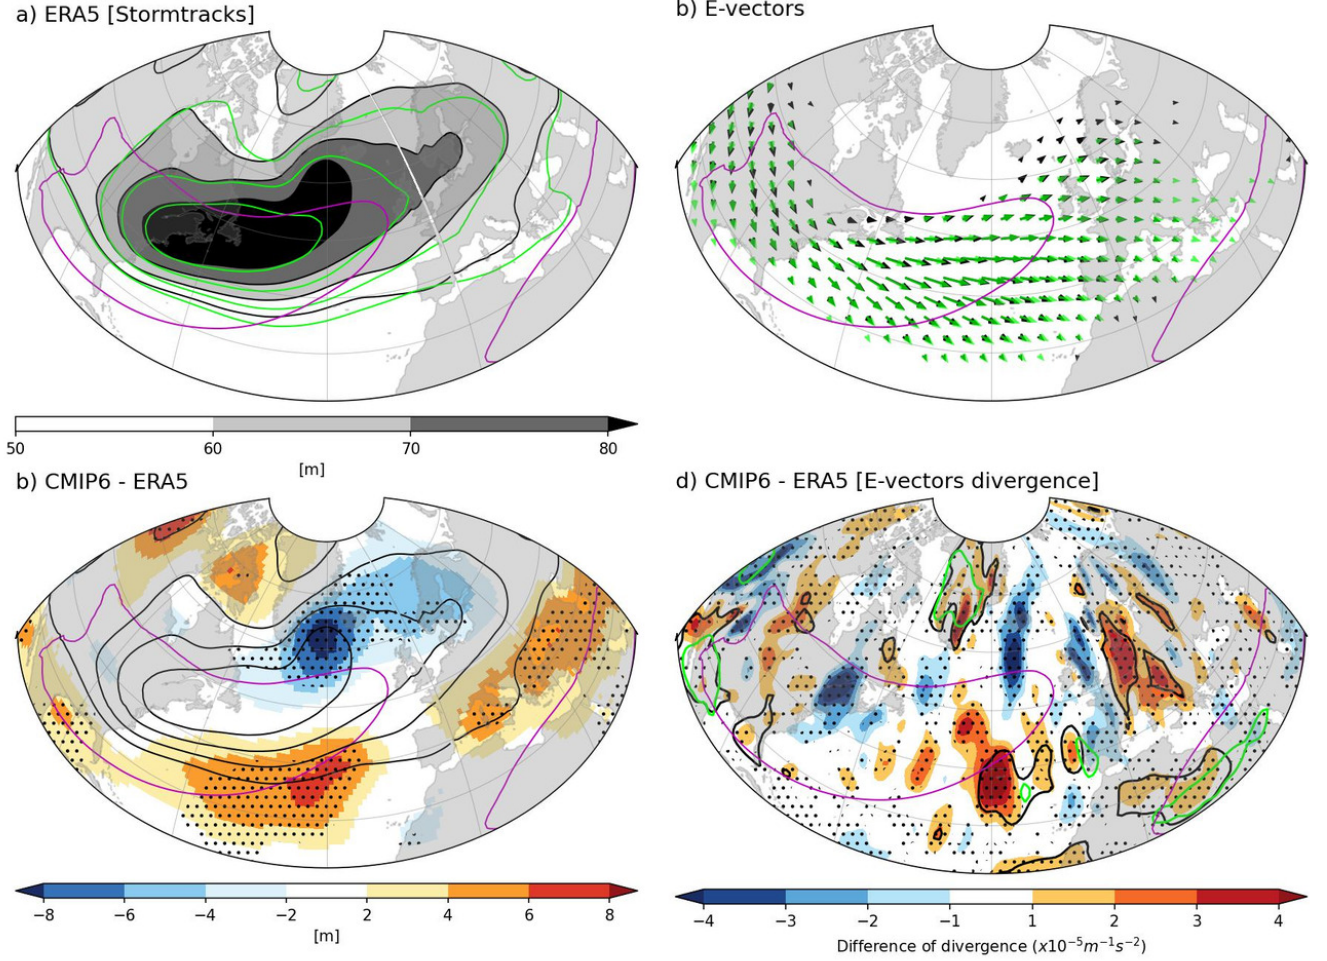 a) ERA5 [Stormtracks]
b) E-vectors
50 60 70 80
[m]
b) CMIP6 - ERA5
d) CMIP6 - ERA5 [E-vectors divergence]
−8 −6 −4 −2 2 4 6 8
[m]
−4 −3 −2 −1 1 2 3 4
Difference of divergence (x10⁻⁵m⁻¹s⁻²)